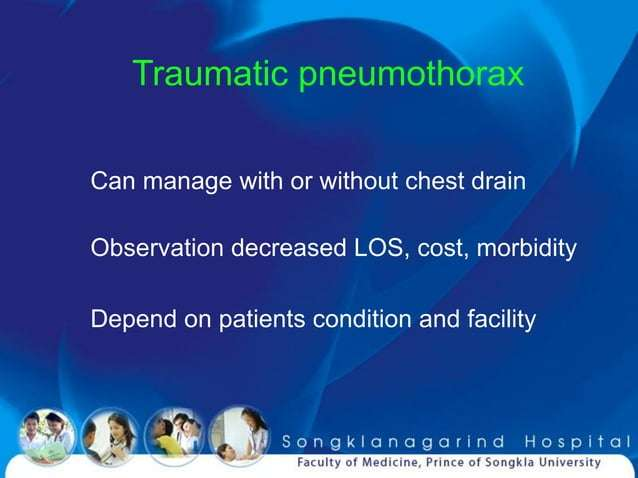 Traumatic pneumothorax
Can manage with or without chest drain
Observation decreased LOS, cost, morbidity
Depend on patients condition and facility
Songklanagarind Hospital
Faculty of Medicine, Prince of Songkla University